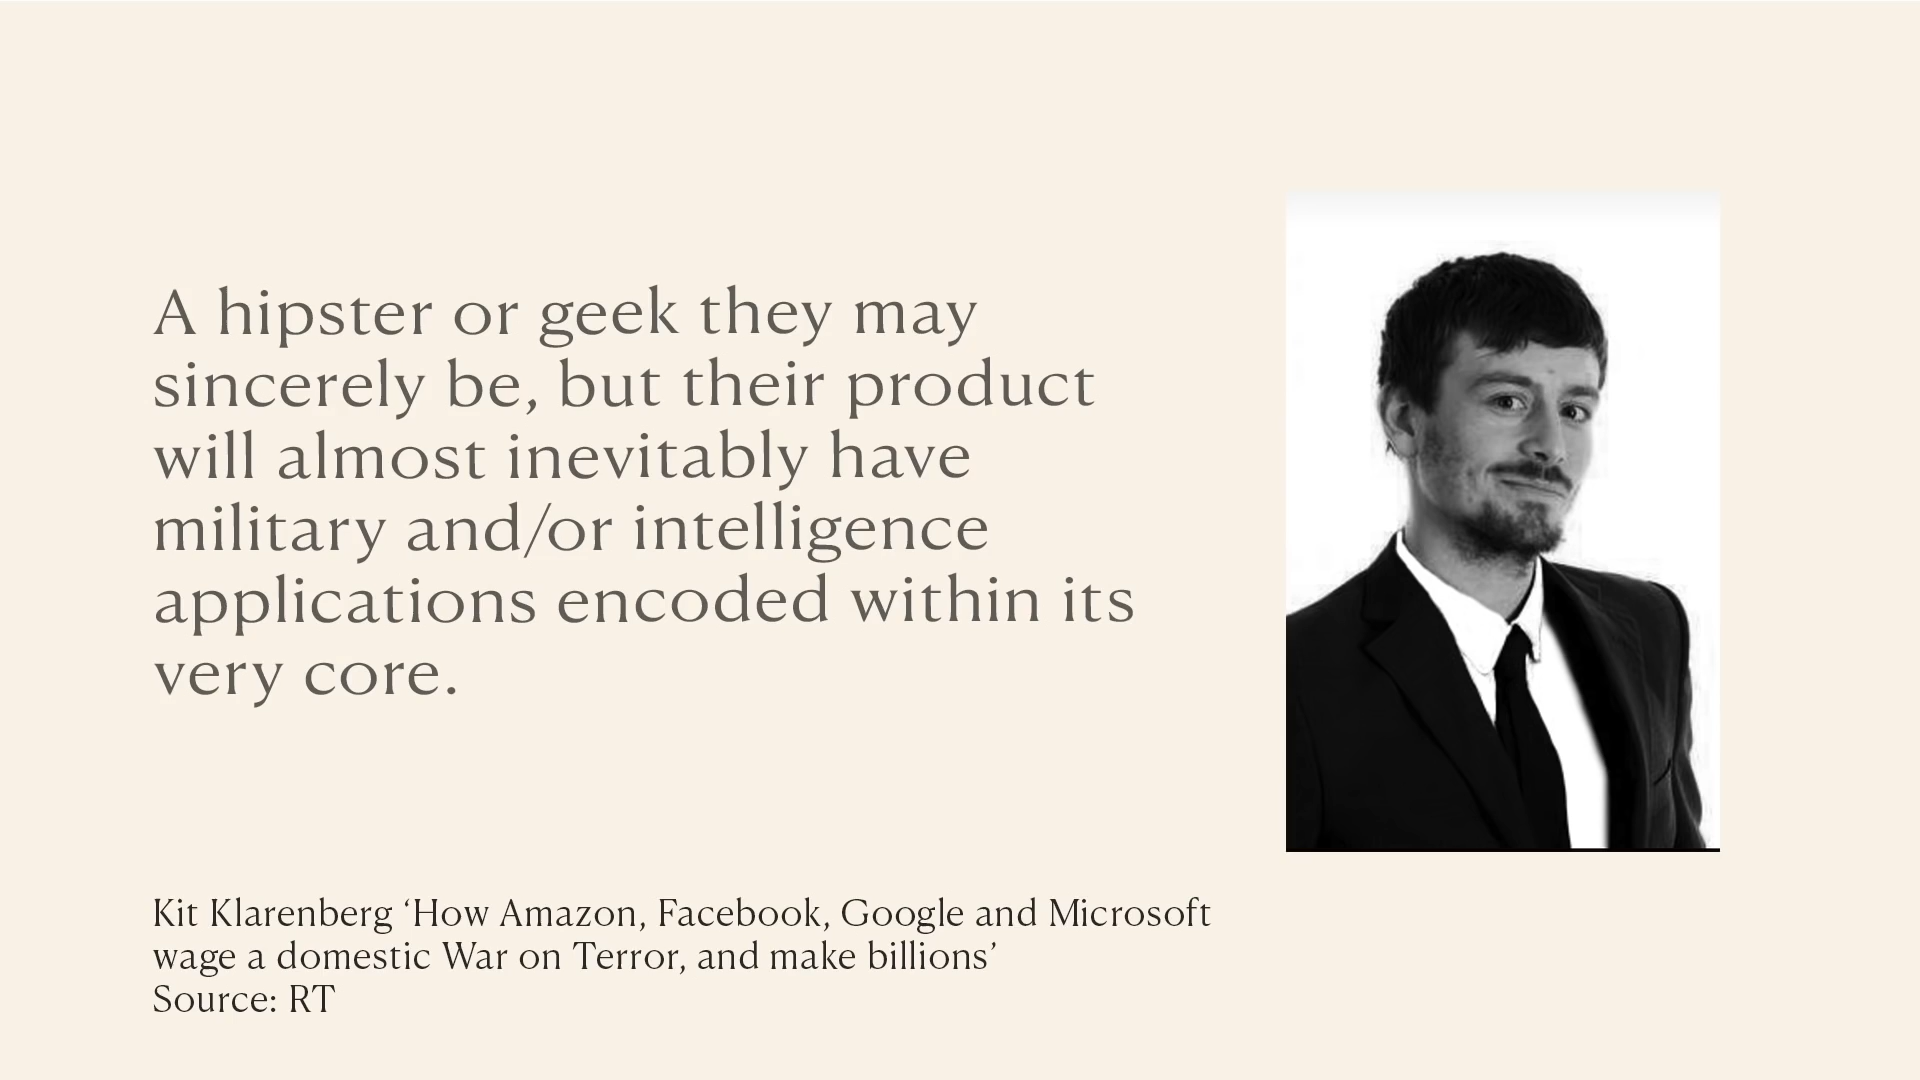 A hipster or geek they may
sincerely be, but their product
will almost inevitably have
military and/or intelligence
applications encoded within its
very core.
Kit Klarenberg ‘How Amazon, Facebook, Google and Microsoft
wage a domestic War on Terror, and make billions’
Source: RT